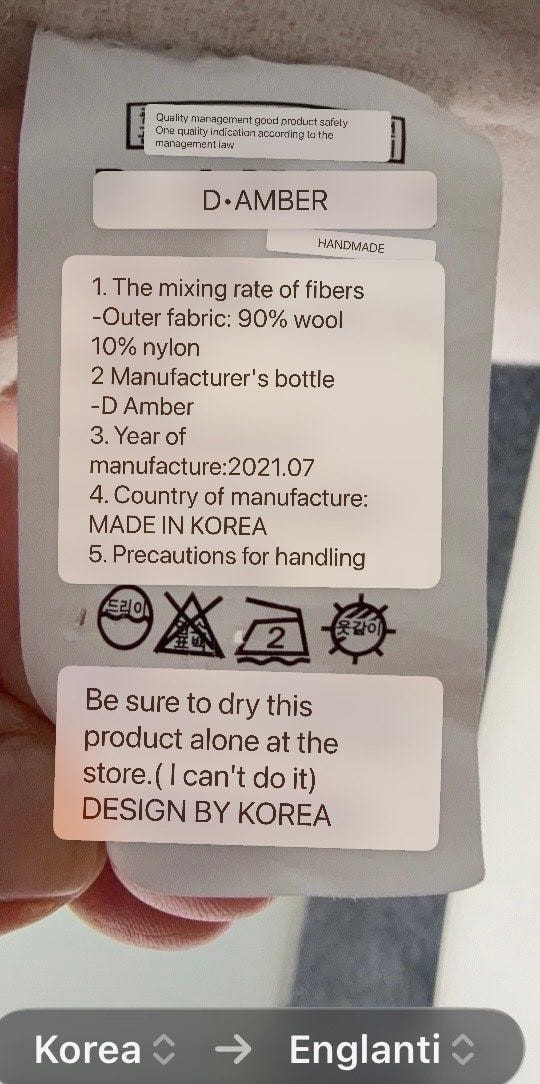 Quality management good product safely
One quality indication according to the
management law
D•AMBER
HANDMADE
1. The mixing rate of fibers
-Outer fabric: 90% wool
10% nylon
2 Manufacturer's bottle
-D Amber
3. Year of
manufacture:2021.07
4. Country of manufacture:
MADE IN KOREA
5. Precautions for handling
드라이
2
옷걸이
Be sure to dry this
product alone at the
store.( I can't do it)
DESIGN BY KOREA
Korea → Englanti